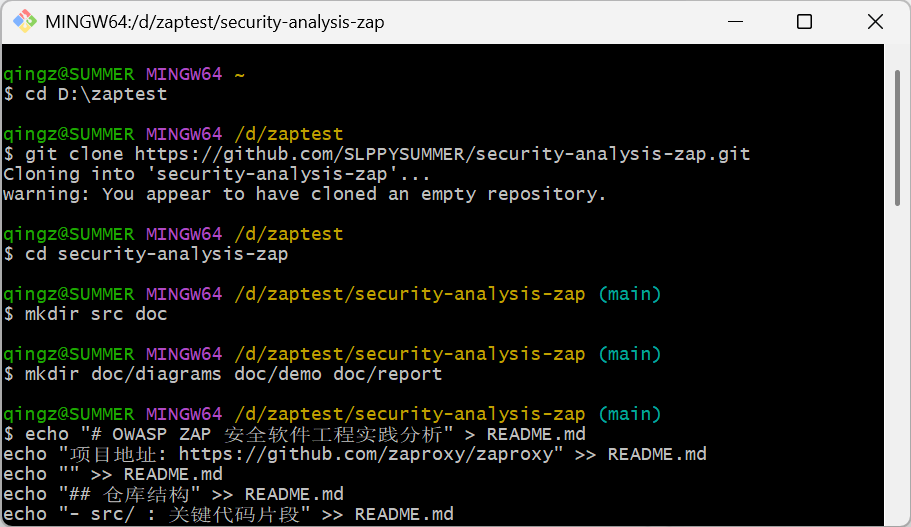 MINGW64:/d/zaptest/security-analysis-zap
qingz@SUMMER MINGW64 ~
$ cd D:\zaptest
qingz@SUMMER MINGW64 /d/zaptest
$ git clone https://github.com/SLPPYSUMMER/security-analysis-zap.git
Cloning into 'security-analysis-zap'...
warning: You appear to have cloned an empty repository.
qingz@SUMMER MINGW64 /d/zaptest
$ cd security-analysis-zap
qingz@SUMMER MINGW64 /d/zaptest/security-analysis-zap (main)
$ mkdir src doc
qingz@SUMMER MINGW64 /d/zaptest/security-analysis-zap (main)
$ mkdir doc/diagrams doc/demo doc/report
qingz@SUMMER MINGW64 /d/zaptest/security-analysis-zap (main)
$ echo "# OWASP ZAP 安全软件工程实践分析" > README.md
echo "项目地址: https://github.com/zaproxy/zaproxy" >> README.md
echo "" >> README.md
echo "## 仓库结构" >> README.md
echo "- src/ : 关键代码片段" >> README.md